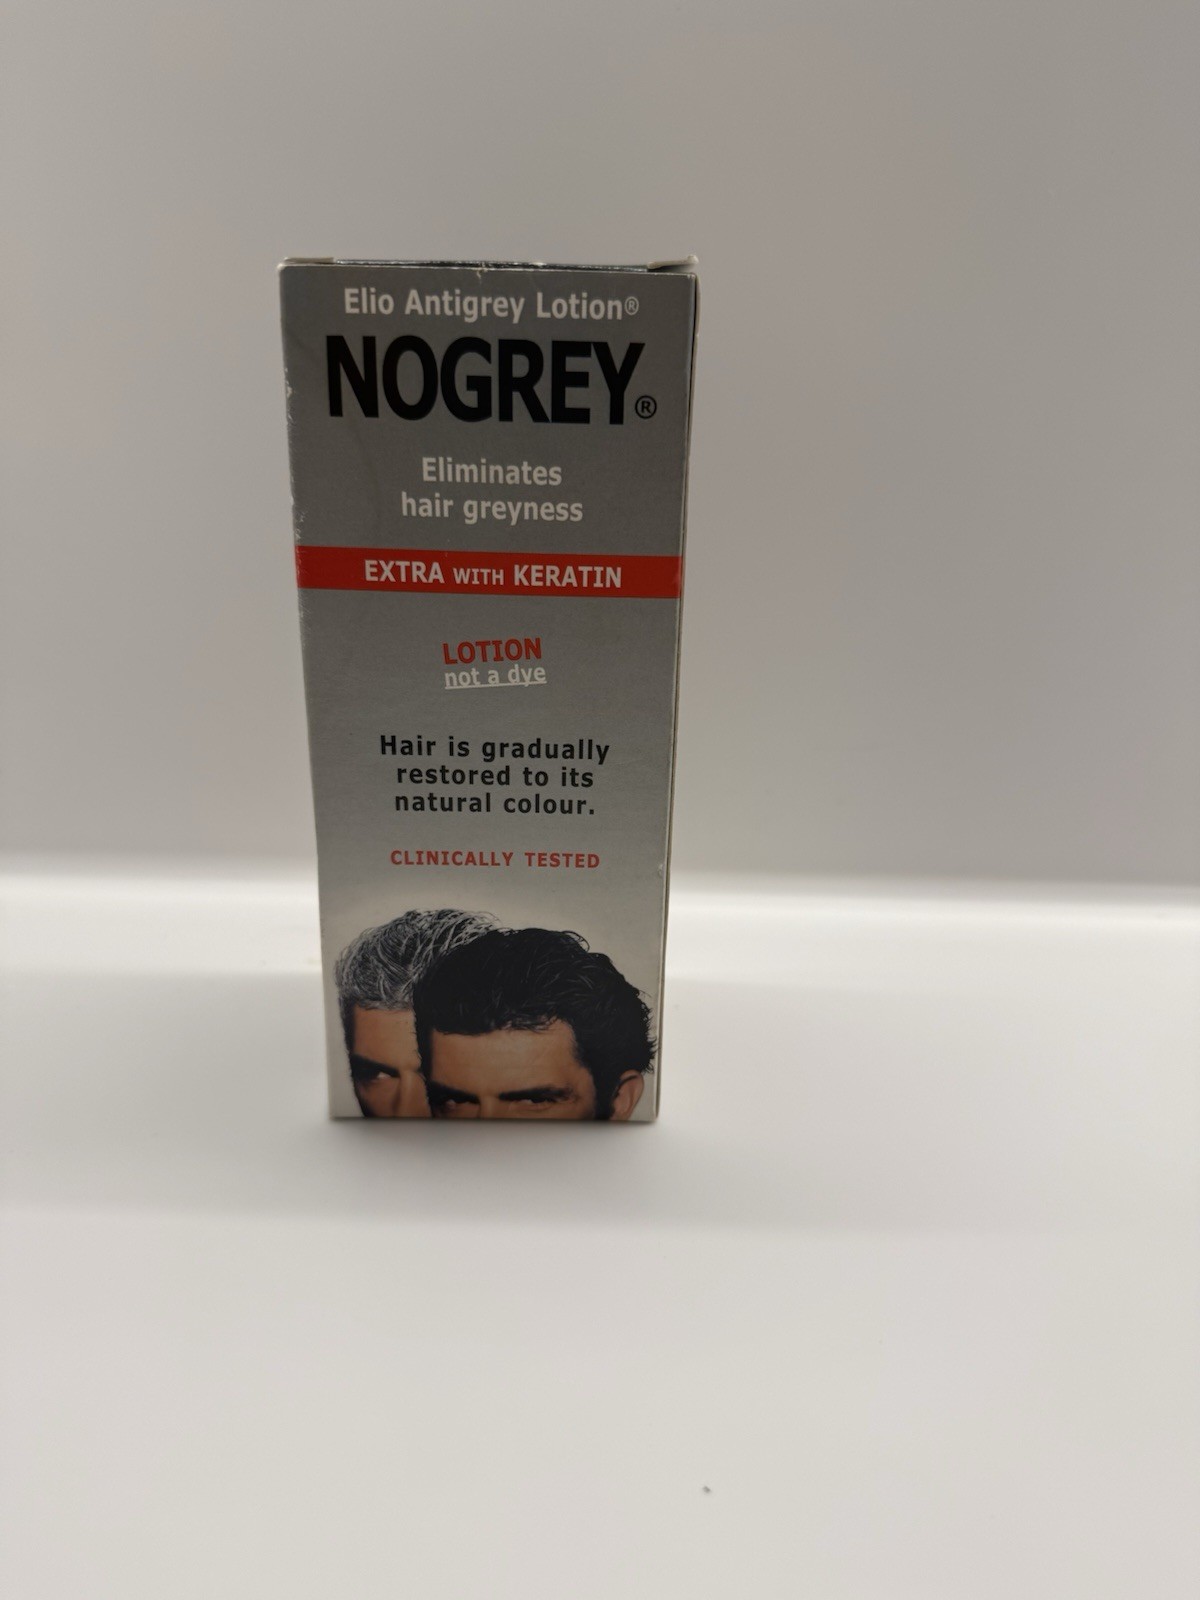 Elio Antigrey Lotion®
NOGREY®
Eliminates
hair greyness
EXTRA WITH KERATIN
LOTION
not a dye
Hair is gradually
restored to its
natural colour.
CLINICALLY TESTED